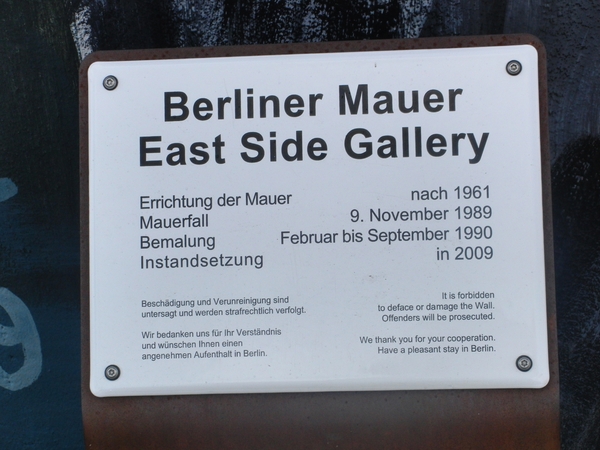 Berliner Mauer
East Side Gallery
Errichtung der Mauer nach 1961
Mauerfall 9. November 1989
Bemalung Februar bis September 1990
Instandsetzung in 2009
Beschädigung und Verunreinigung sind
untersagt und werden strafrechtlich verfolgt.
Wir bedanken uns für Ihr Verständnis
und wünschen Ihnen einen
angenehmen Aufenthalt in Berlin.
It is forbidden
to deface or damage the Wall.
Offenders will be prosecuted.
We thank you for your cooperation.
Have a pleasant stay in Berlin.